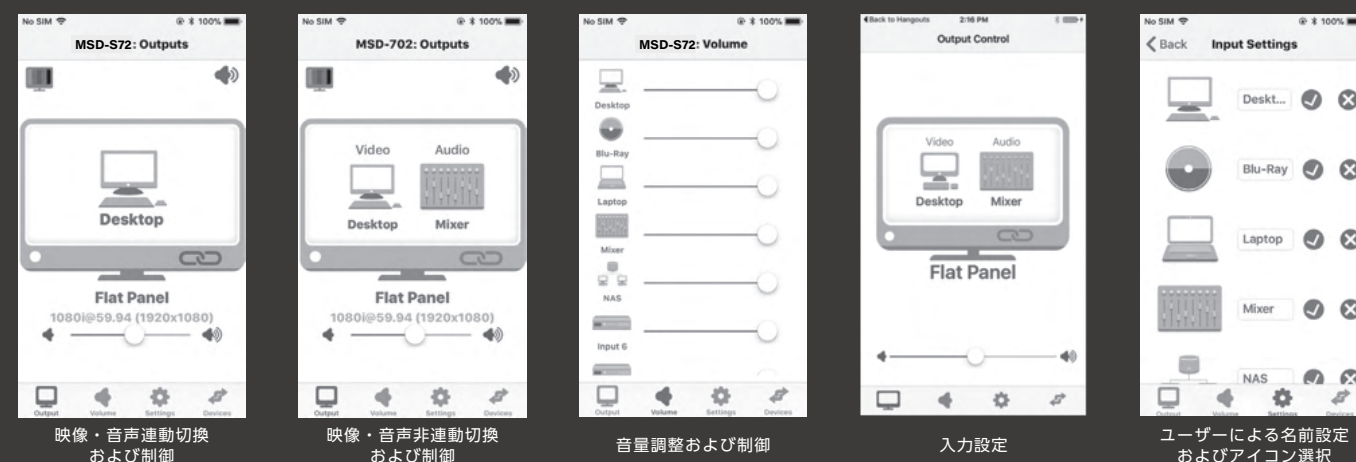 No SIM 100%
MSD-S72: Outputs
Desktop
Flat Panel
1080i@59.94 (1920x1080)
Output Volume Settings Devices
映像・音声連動切換
および制御
No SIM 100%
MSD-702: Outputs
Video Audio
Desktop Mixer
Flat Panel
1080i@59.94 (1920x1080)
Output Volume Settings Devices
映像・音声非連動切換
および制御
No SIM 100%
MSD-S72: Volume
Desktop
Blu-Ray
Laptop
Mixer
NAS
Input 6
Output Volume Settings Devices
音量調整および制御
Back to Hangouts 2:16 PM
Output Control
Video Audio
Desktop Mixer
Flat Panel
入力設定
No SIM 100%
Back Input Settings
Deskt...
Blu-Ray
Laptop
Mixer
NAS
Output Volume Settings Devices
ユーザーによる名前設定
およびアイコン選択